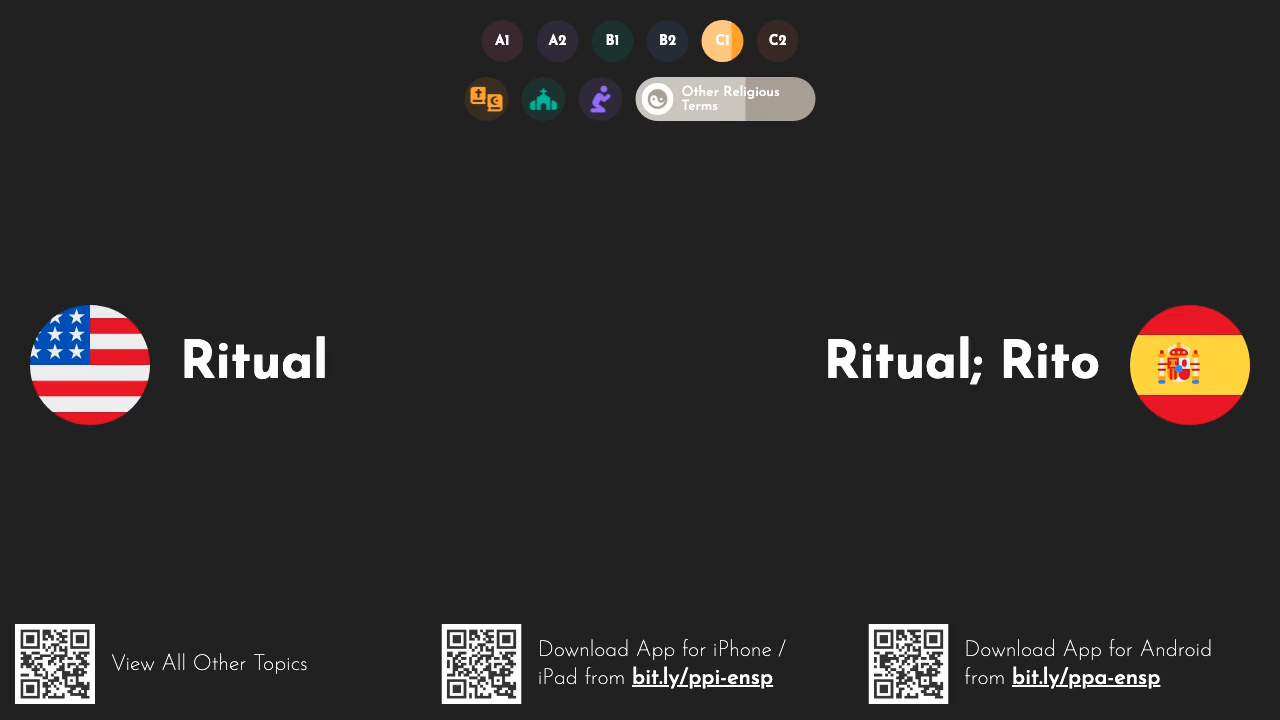 A1 A2 B1 B2 C1 C2
Other Religious
Terms
Ritual
Ritual; Rito
View All Other Topics
Download App for iPhone /
iPad from bit.ly/ppi-ensp
Download App for Android
from bit.ly/ppa-ensp